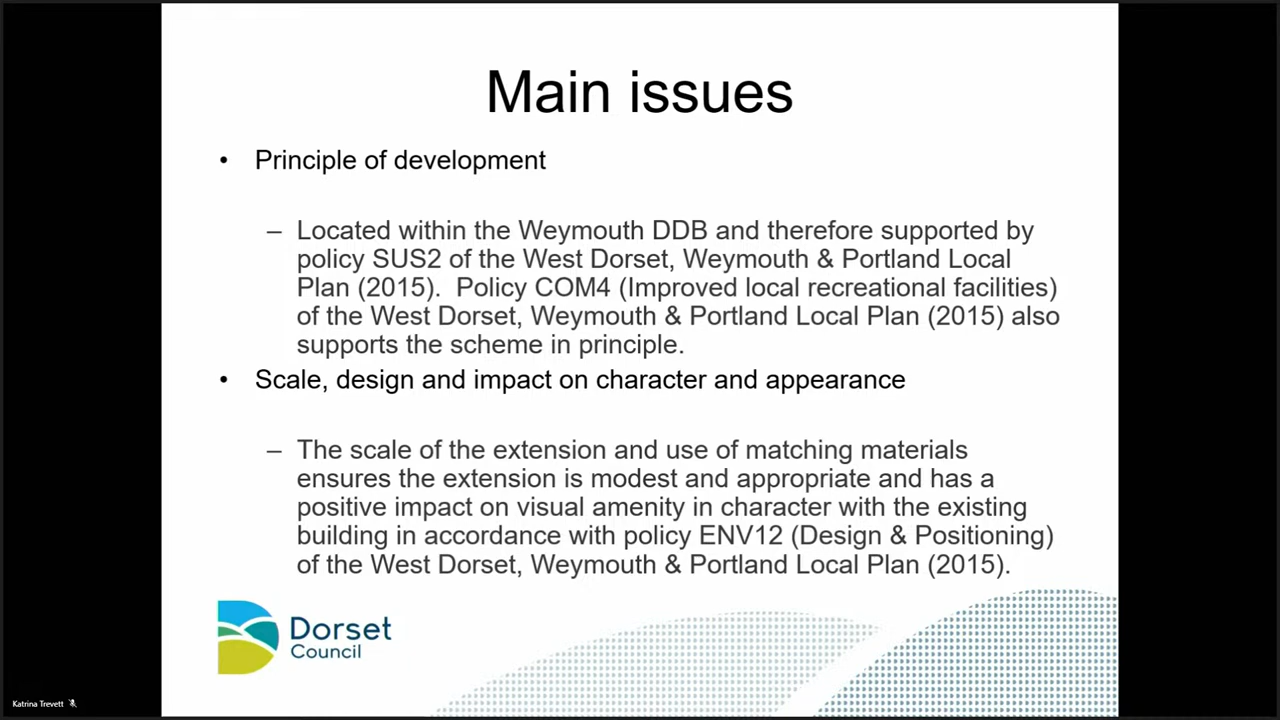 Main issues
• Principle of development
– Located within the Weymouth DDB and therefore supported by
policy SUS2 of the West Dorset, Weymouth & Portland Local
Plan (2015).  Policy COM4 (Improved local recreational facilities)
of the West Dorset, Weymouth & Portland Local Plan (2015) also
supports the scheme in principle.
• Scale, design and impact on character and appearance
– The scale of the extension and use of matching materials
ensures the extension is modest and appropriate and has a
positive impact on visual amenity in character with the existing
building in accordance with policy ENV12 (Design & Positioning)
of the West Dorset, Weymouth & Portland Local Plan (2015).
Dorset
Council
Katrina Trevett